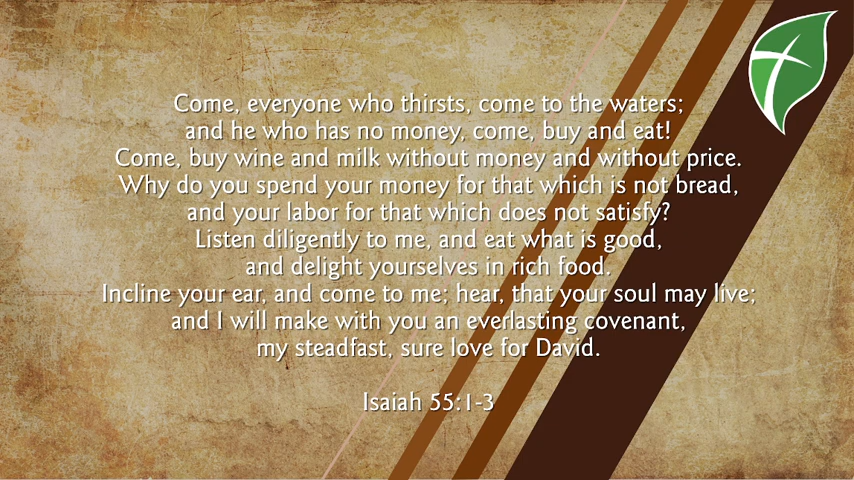 Come, everyone who thirsts, come to the waters;
and he who has no money, come, buy and eat!
Come, buy wine and milk without money and without price.
Why do you spend your money for that which is not bread,
and your labor for that which does not satisfy?
Listen diligently to me, and eat what is good,
and delight yourselves in rich food.
Incline your ear, and come to me; hear, that your soul may live;
and I will make with you an everlasting covenant,
my steadfast, sure love for David.
Isaiah 55:1-3